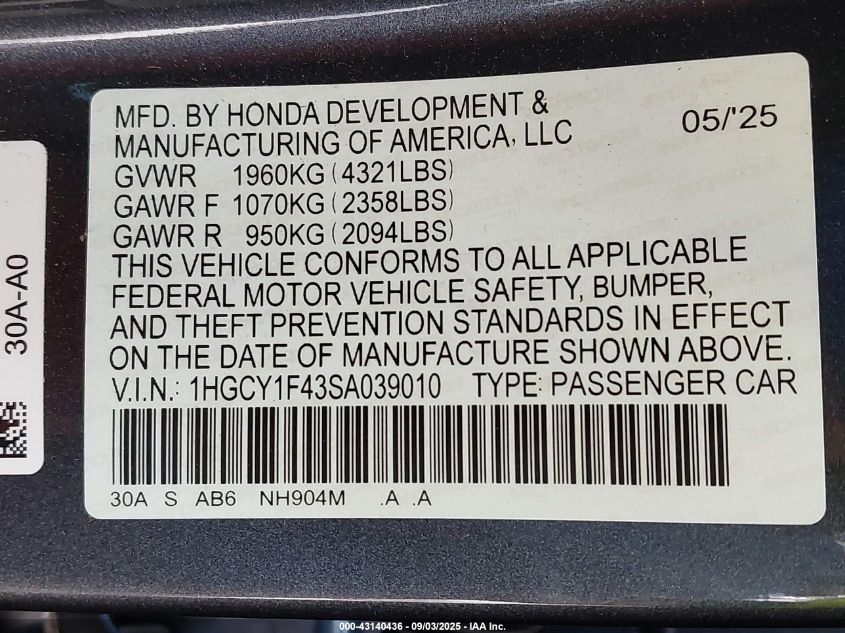 MFD. BY HONDA DEVELOPMENT &
MANUFACTURING OF AMERICA, LLC 05/'25
GVWR 1960KG (4321LBS)
GAWR F 1070KG (2358LBS)
GAWR R 950KG (2094LBS)
THIS VEHICLE CONFORMS TO ALL APPLICABLE
FEDERAL MOTOR VEHICLE SAFETY, BUMPER,
AND THEFT PREVENTION STANDARDS IN EFFECT
ON THE DATE OF MANUFACTURE SHOWN ABOVE.
V.I.N.: 1HGCY1F43SA039010 TYPE: PASSENGER CAR
30A S AB6 NH904M .A .A
30A-A0
000-43140436 - 09/03/2025 - IAA Inc.